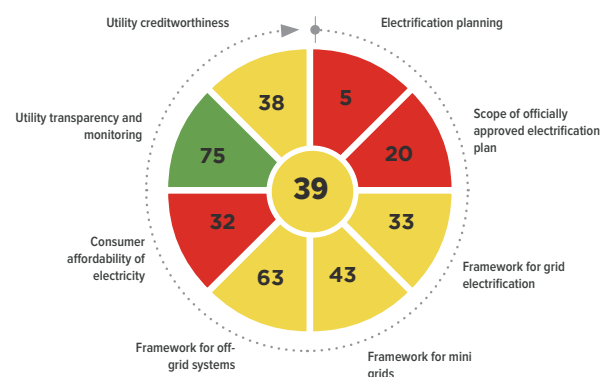 Utility creditworthiness
Electrification planning
38
5
Utility transparency and
monitoring
75
20
Scope of officially
approved electrification
plan
39
32
33
Consumer
affordability of
electricity
63
43
Framework for grid
electrification
Framework for off-
grid systems
Framework for mini
grids